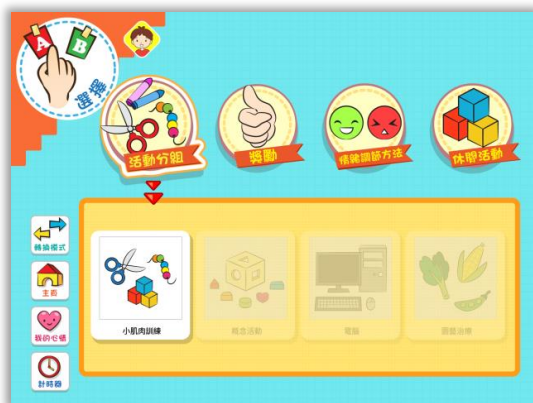 A B
選擇
活動分組
獎勵
情緒調節方法
休閒活動
轉換模式
主頁
我的心情
計時器
小肌肉訓練
概念活動
電腦